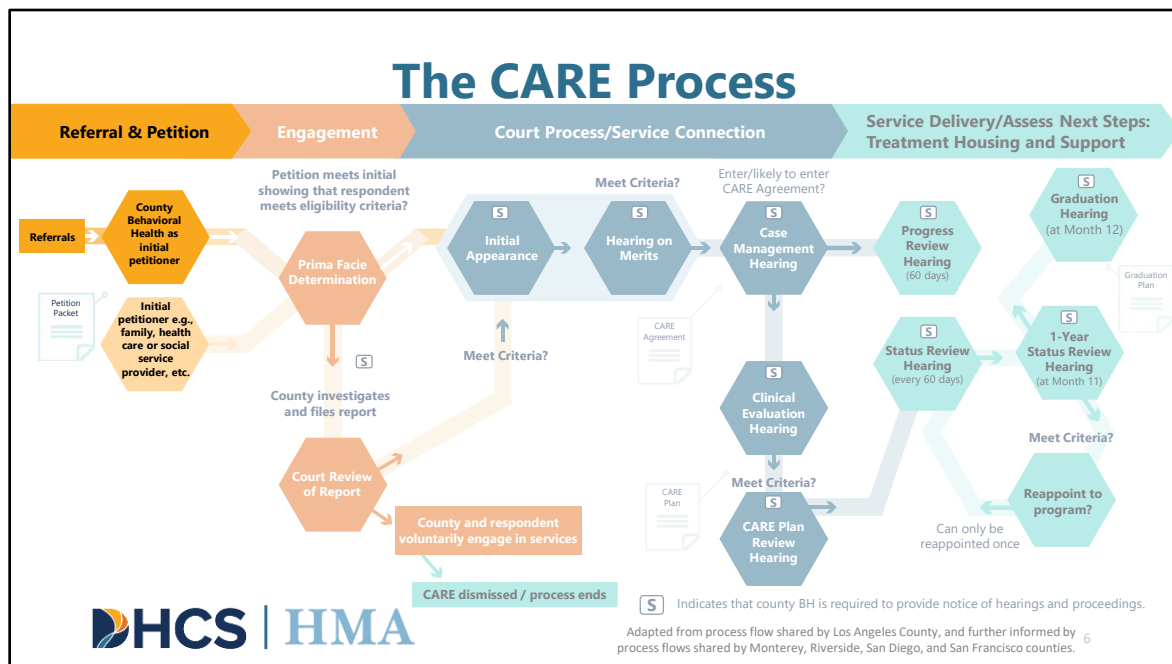 The CARE Process
Referral & Petition
Engagement
Court Process/Service Connection
Service Delivery/Assess Next Steps:
Treatment Housing and Support
Referrals
County
Behavioral
Health as
initial
petitioner
Petition
Packet
Initial
petitioner e.g.,
family, health
care or social
service
provider, etc.
Petition meets initial
showing that respondent
meets eligibility criteria?
Prima Facie
Determination
S
County investigates
and files report
Court Review
of Report
County and respondent
voluntarily engage in services
CARE dismissed / process ends
Meet Criteria?
S
Initial
Appearance
Meet Criteria?
S
Hearing on
Merits
Enter/likely to enter
CARE Agreement?
S
Case
Management
Hearing
CARE
Agreement
S
Clinical
Evaluation
Hearing
Meet Criteria?
CARE
Plan
S
CARE Plan
Review
Hearing
S
Progress
Review
Hearing
(60 days)
S
Status Review
Hearing
(every 60 days)
S
Graduation
Hearing
(at Month 12)
Graduation
Plan
S
1-Year
Status Review
Hearing
(at Month 11)
Meet Criteria?
Reappoint to
program?
Can only be
reappointed once
DHCS
HMA
S Indicates that county BH is required to provide notice of hearings and proceedings.
Adapted from process flow shared by Los Angeles County, and further informed by
process flows shared by Monterey, Riverside, San Diego, and San Francisco counties.
6